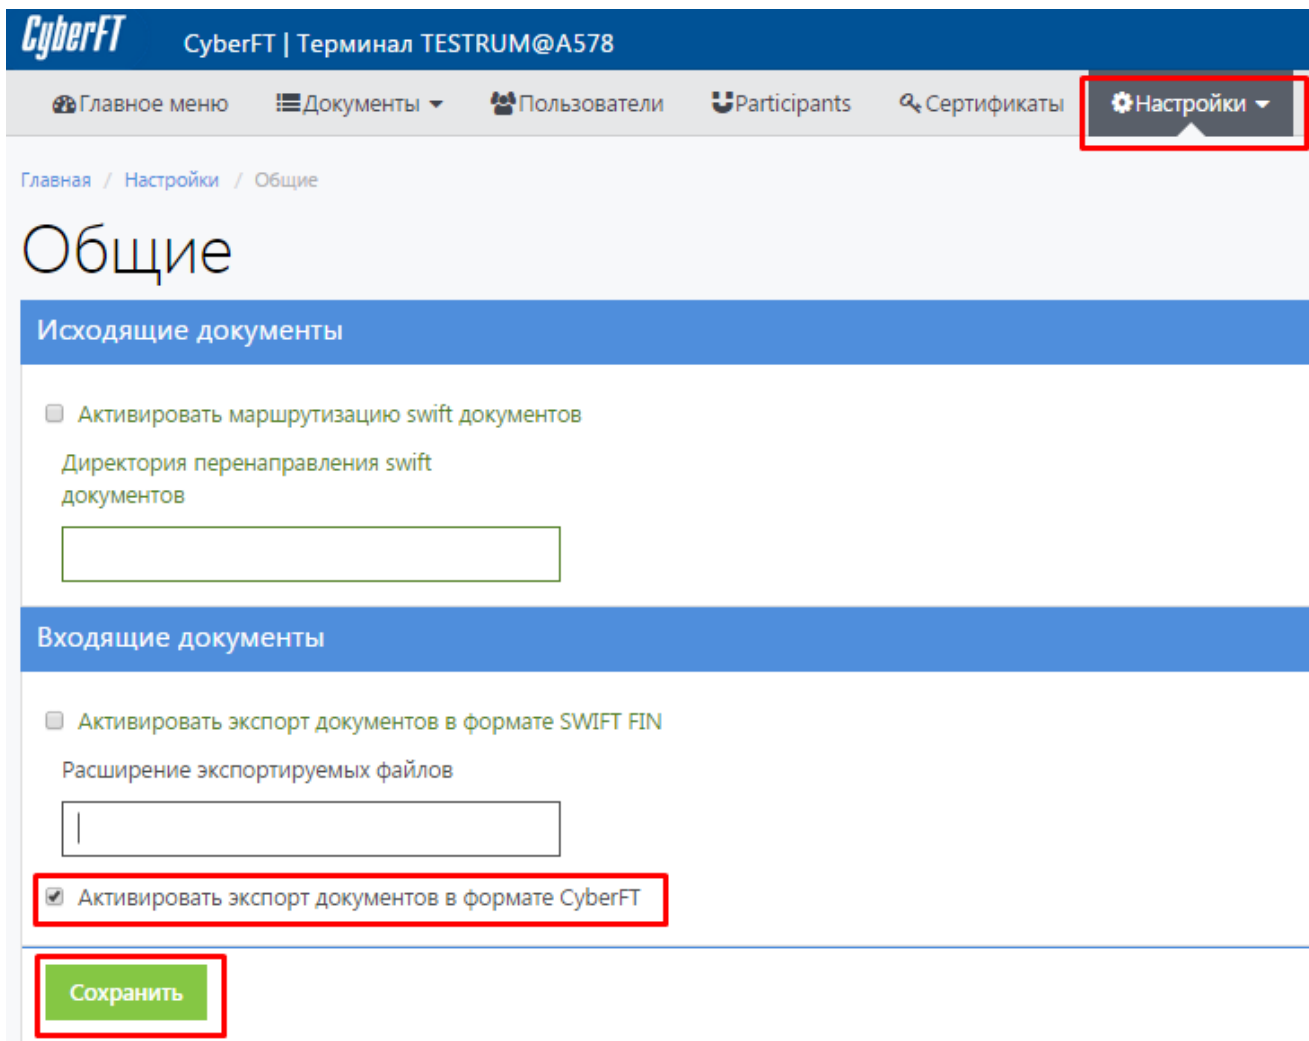 CyberFT
CyberFT | Терминал TESTRUM@A578
Главное меню Документы Пользователи Participants Сертификаты Настройки
Главная / Настройки / Общие
Общие
Исходящие документы
Активировать маршрутизацию swift документов
Директория перенаправления swift
документов
Входящие документы
Активировать экспорт документов в формате SWIFT FIN
Расширение экспортируемых файлов
Активировать экспорт документов в формате CyberFT
Сохранить